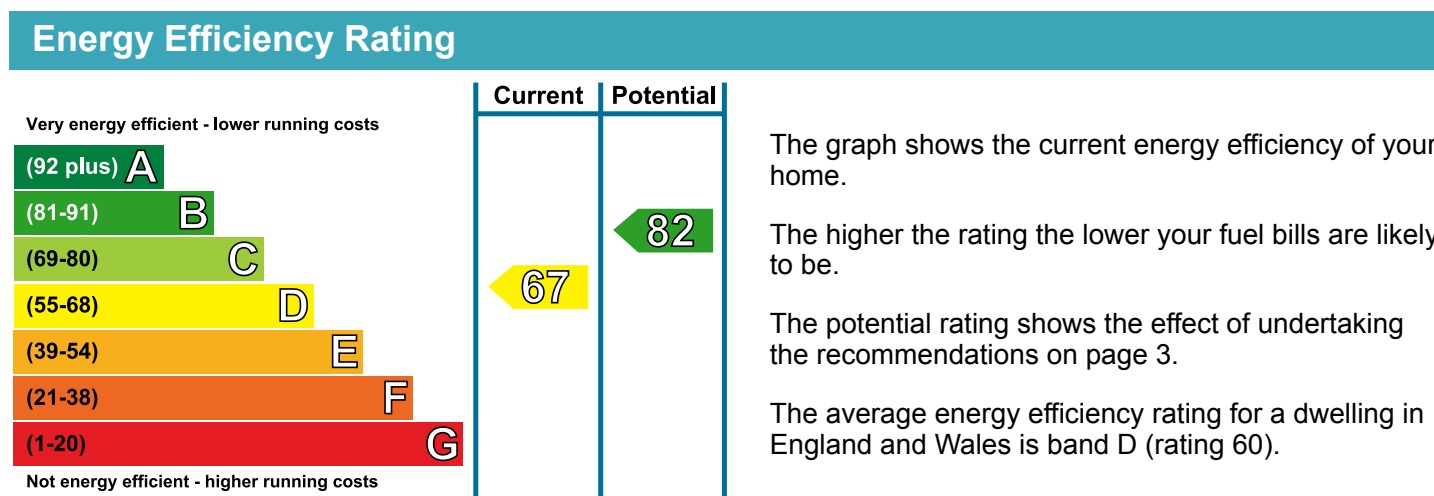 Energy Efficiency Rating
Current Potential
Very energy efficient - lower running costs
(92 plus) A
(81-91) B
82
(69-80) C
67
(55-68) D
(39-54) E
(21-38) F
(1-20) G
Not energy efficient - higher running costs
The graph shows the current energy efficiency of your
home.
The higher the rating the lower your fuel bills are likely
to be.
The potential rating shows the effect of undertaking
the recommendations on page 3.
The average energy efficiency rating for a dwelling in
England and Wales is band D (rating 60).